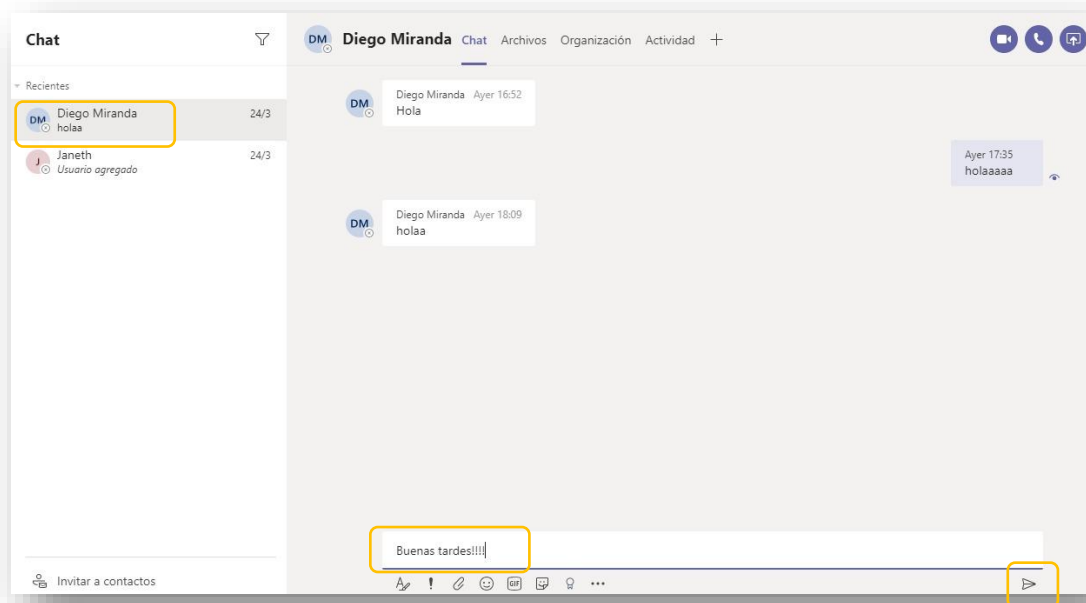 Chat
Recientes
DM Diego Miranda 24/3
holaa
J Janeth 24/3
Usuario agregado
Invitar a contactos
DM Diego Miranda Chat Archivos Organización Actividad
DM Diego Miranda Ayer 16:52
Hola
Ayer 17:35
holaaaaa
DM Diego Miranda Ayer 18:09
holaa
Buenas tardes!!!!
GIF